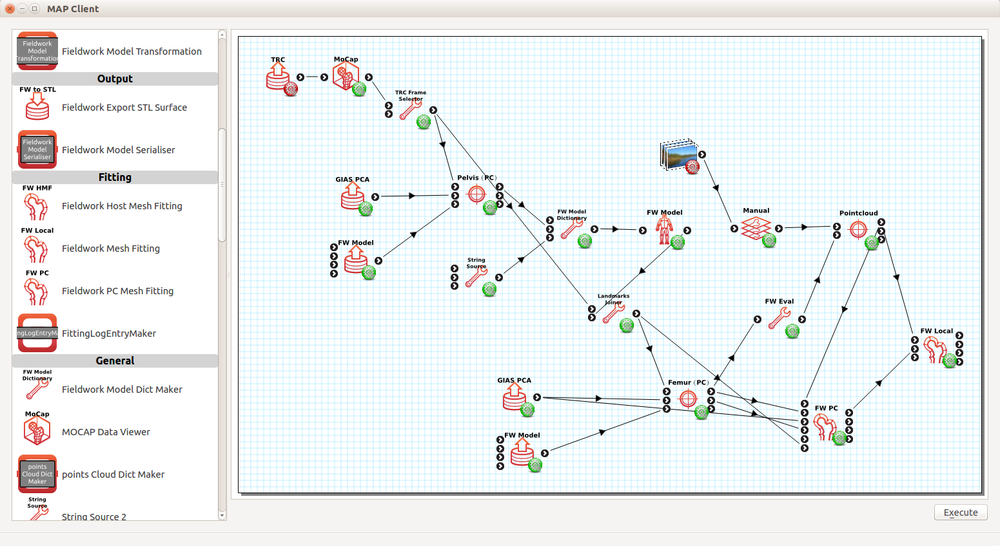 MAP Client
Fieldwork
Model
Transformation
Fieldwork Model Transformation
Output
FW to STL
Fieldwork Export STL Surface
Fieldwork
Model
Serialiser
Fieldwork Model Serialiser
Fitting
FW HMF
Fieldwork Host Mesh Fitting
FW Local
Fieldwork Mesh Fitting
FW PC
Fieldwork PC Mesh Fitting
ngLogEntryMa
FittingLogEntryMaker
General
FW Model
Dictionary
Fieldwork Model Dict Maker
MoCap
MOCAP Data Viewer
points
Cloud Dict
Maker
points Cloud Dict Maker
String
Source
String Source 2
TRC
MoCap
TRC Frame
Selector
GIAS PCA
Pelvis (PC)
FW Model
String
Source
FW Model
Dictionary
FW Model
Manual
Pointcloud
Landmarks
Joiner
FW Eval
FW Local
GIAS PCA
Femur (PC)
FW PC
FW Model
Execute